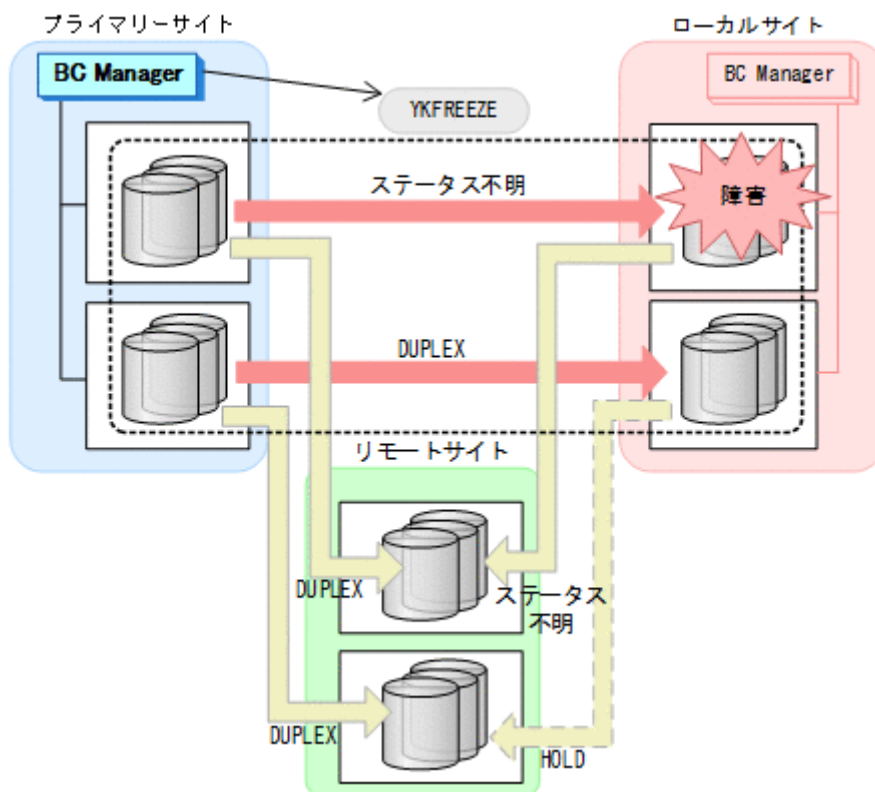 プライマリーサイト
ローカルサイト
BC Manager
BC Manager
YKFREEZE
ステータス不明
障害
DUPLEX
リモートサイト
DUPLEX
ステータス
不明
DUPLEX
HOLD